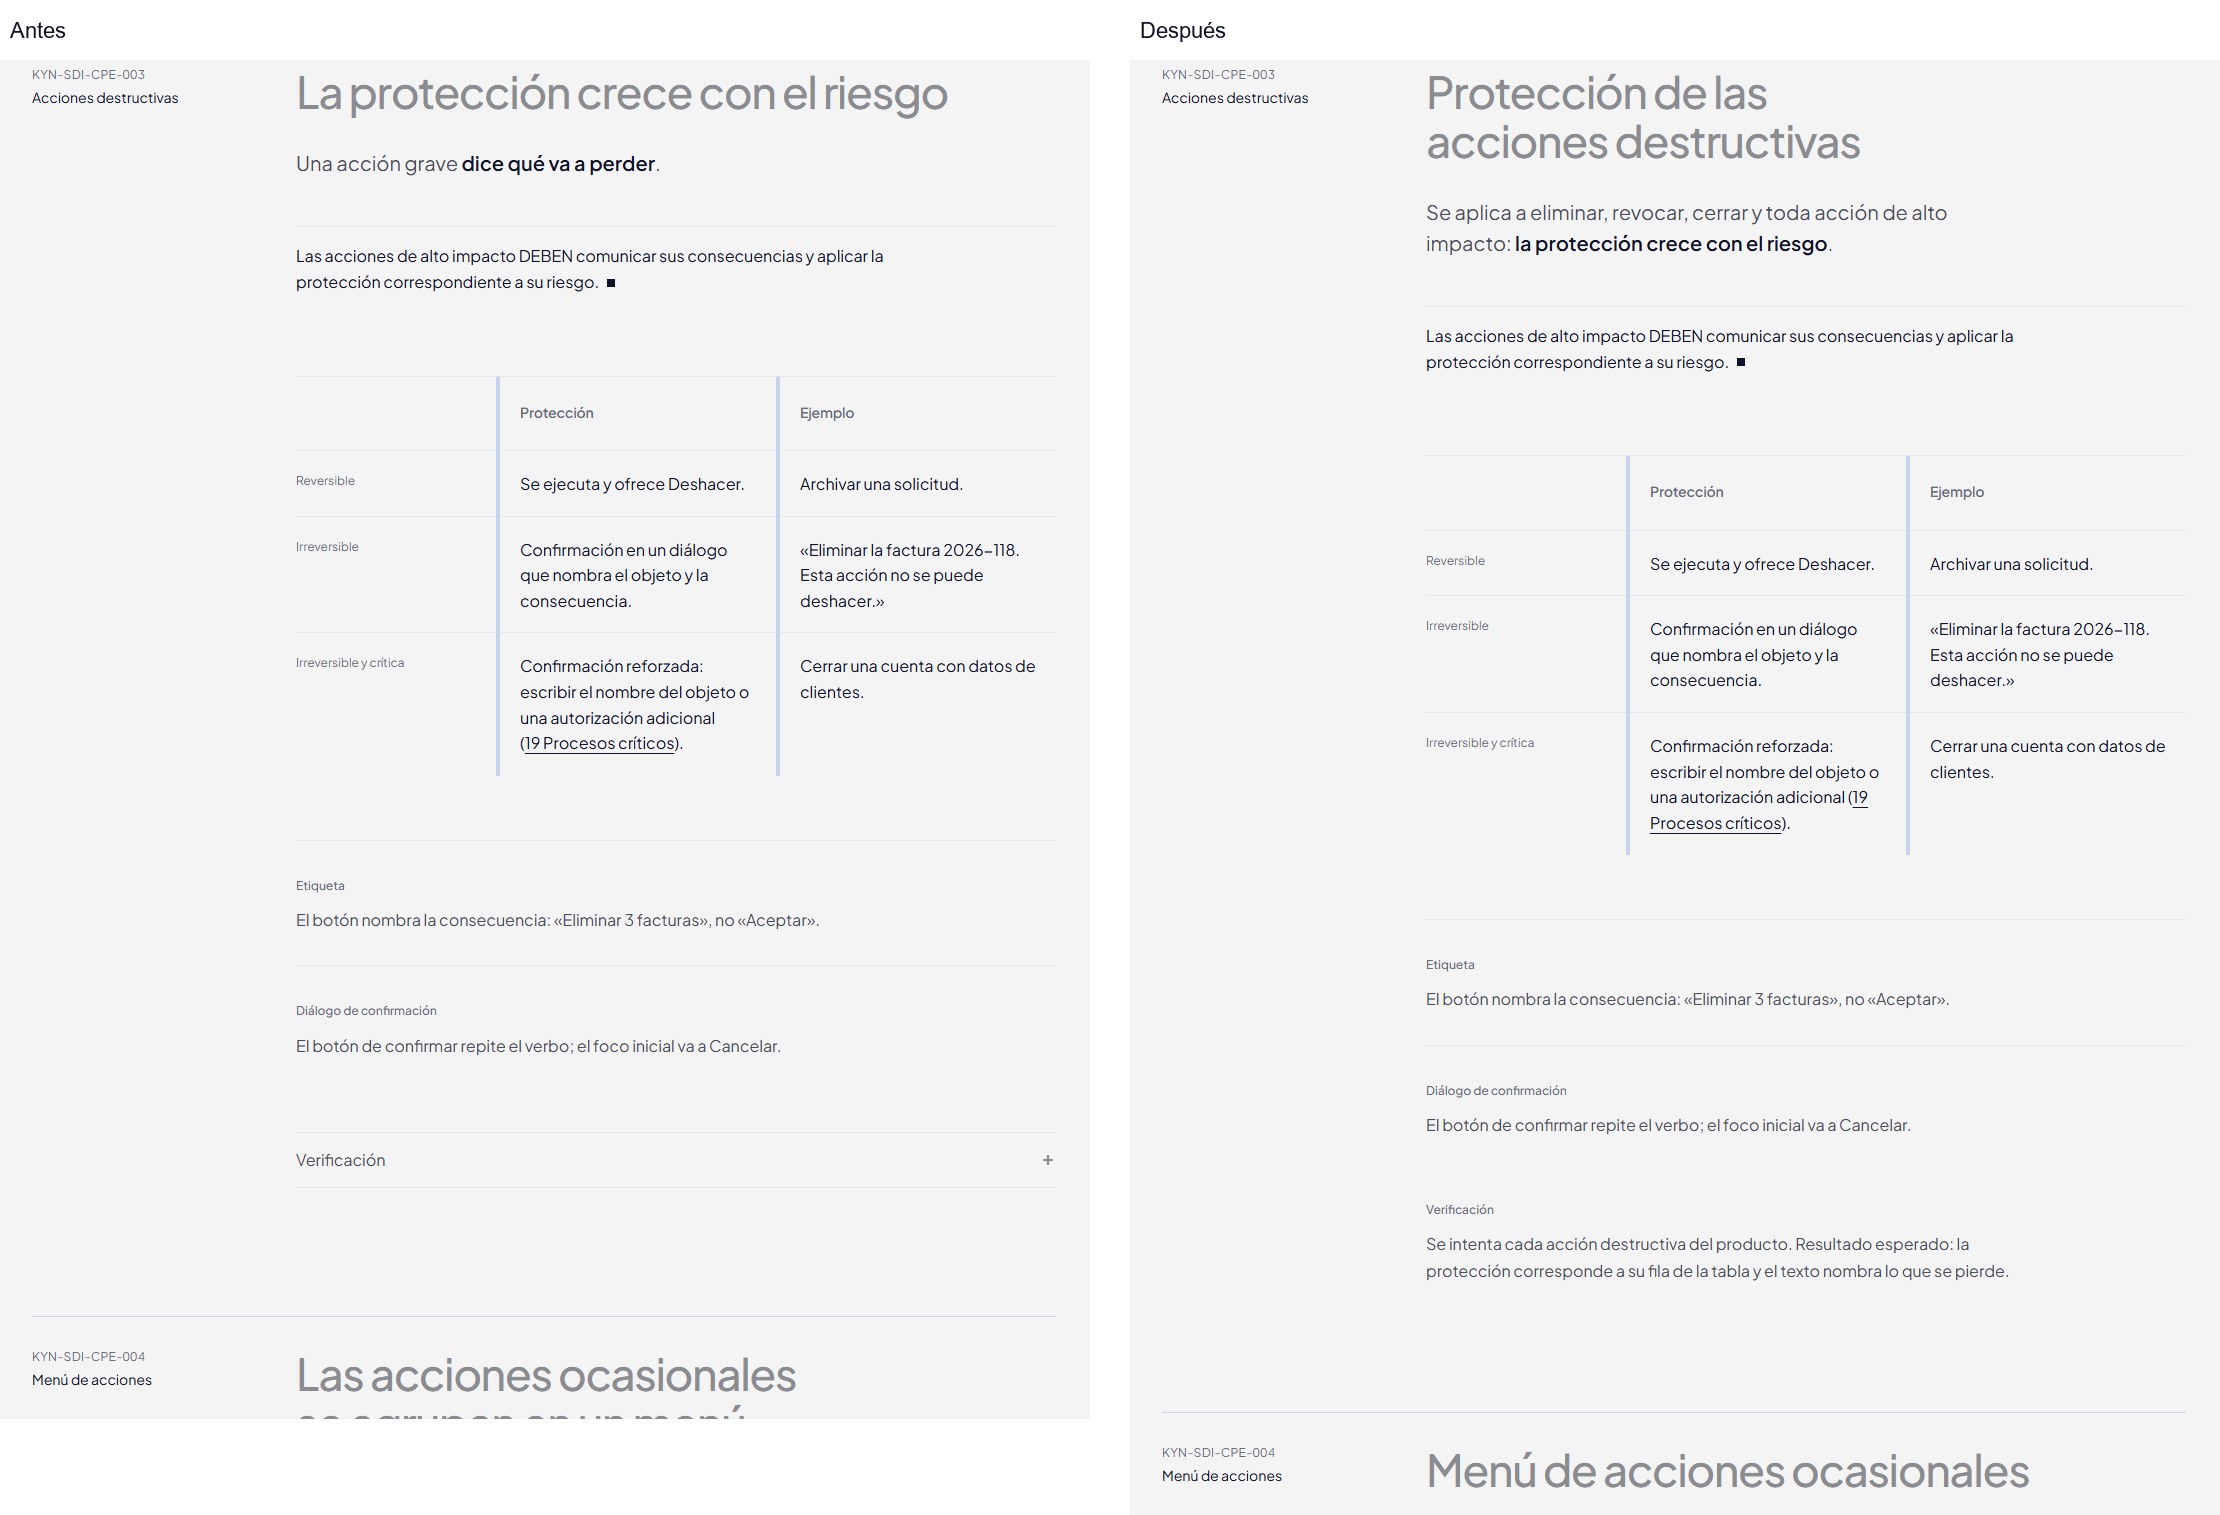 Antes
KYN-SDI-CPE-003
Acciones destructivas
La protección crece con el riesgo
Una acción grave dice qué va a perder.
Las acciones de alto impacto DEBEN comunicar sus consecuencias y aplicar la
protección correspondiente a su riesgo. ■
Protección
Ejemplo
Reversible
Se ejecuta y ofrece Deshacer.
Archivar una solicitud.
Irreversible
Confirmación en un diálogo
que nombra el objeto y la
consecuencia.
«Eliminar la factura 2026-118.
Esta acción no se puede
deshacer.»
Irreversible y crítica
Confirmación reforzada:
escribir el nombre del objeto o
una autorización adicional
(19 Procesos críticos).
Cerrar una cuenta con datos de
clientes.
Etiqueta
El botón nombra la consecuencia: «Eliminar 3 facturas», no «Aceptar».
Diálogo de confirmación
El botón de confirmar repite el verbo; el foco inicial va a Cancelar.
Verificación +
KYN-SDI-CPE-004
Menú de acciones
Las acciones ocasionales
se agrupan en un menú
Después
KYN-SDI-CPE-003
Acciones destructivas
Protección de las
acciones destructivas
Se aplica a eliminar, revocar, cerrar y toda acción de alto
impacto: la protección crece con el riesgo.
Las acciones de alto impacto DEBEN comunicar sus consecuencias y aplicar la
protección correspondiente a su riesgo. ■
Protección
Ejemplo
Reversible
Se ejecuta y ofrece Deshacer.
Archivar una solicitud.
Irreversible
Confirmación en un diálogo
que nombra el objeto y la
consecuencia.
«Eliminar la factura 2026-118.
Esta acción no se puede
deshacer.»
Irreversible y crítica
Confirmación reforzada:
escribir el nombre del objeto o
una autorización adicional (19
Procesos críticos).
Cerrar una cuenta con datos de
clientes.
Etiqueta
El botón nombra la consecuencia: «Eliminar 3 facturas», no «Aceptar».
Diálogo de confirmación
El botón de confirmar repite el verbo; el foco inicial va a Cancelar.
Verificación
Se intenta cada acción destructiva del producto. Resultado esperado: la
protección corresponde a su fila de la tabla y el texto nombra lo que se pierde.
KYN-SDI-CPE-004
Menú de acciones
Menú de acciones ocasionales